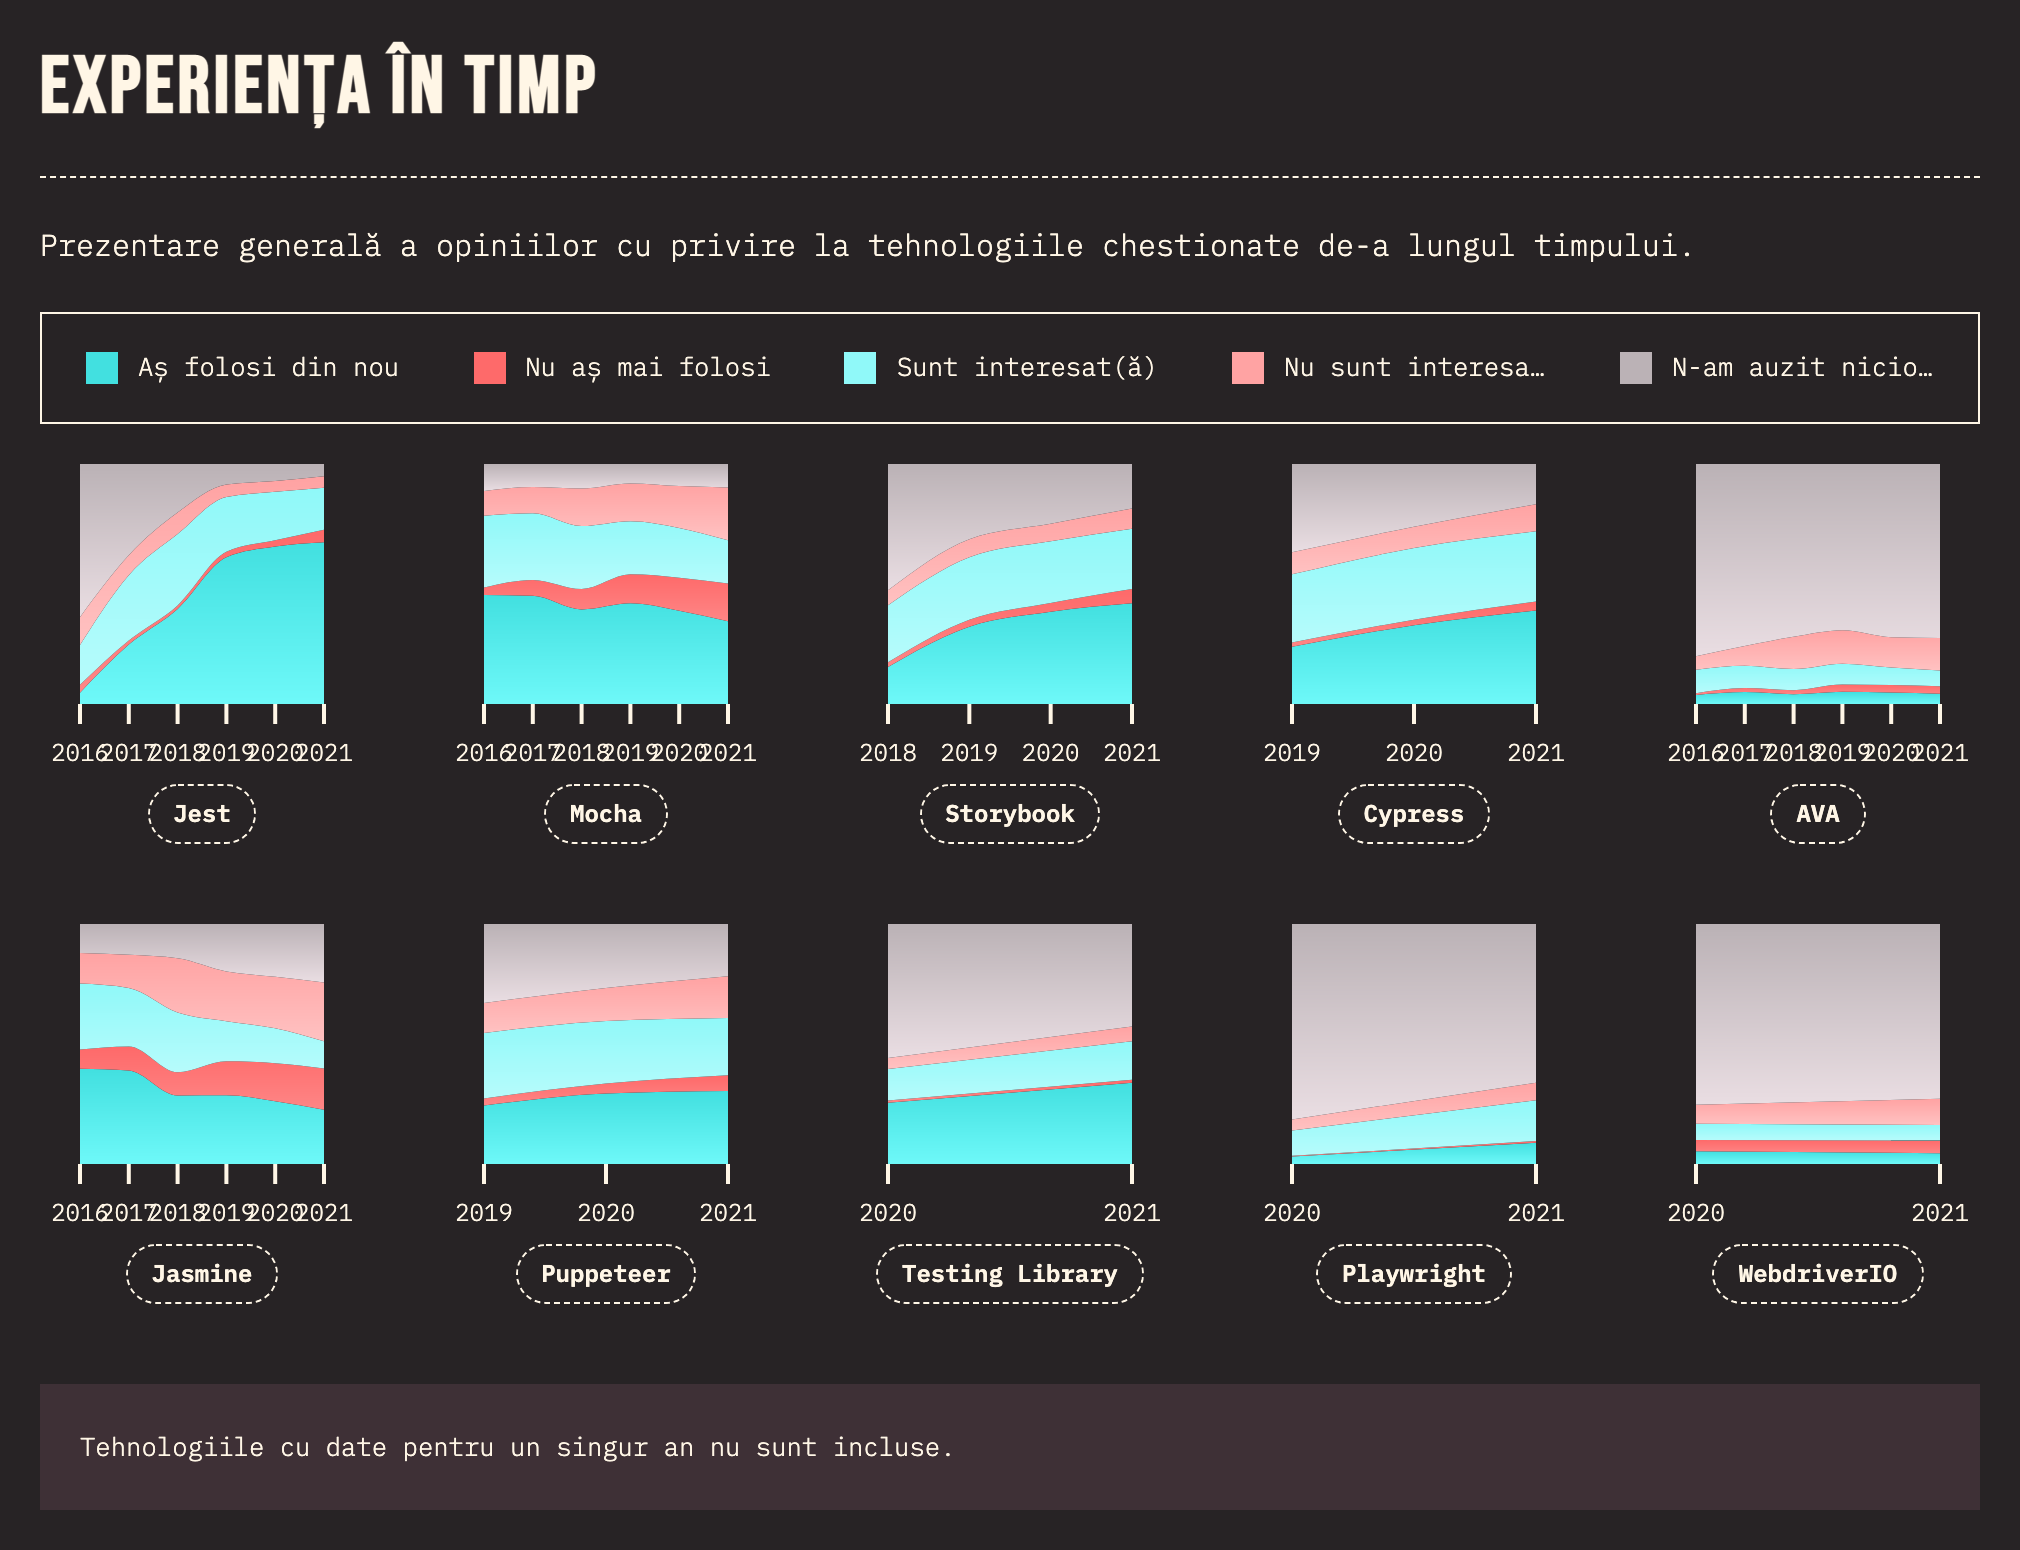 EXPERIENȚA ÎN TIMP
Prezentare generală a opiniilor cu privire la tehnologiile chestionate de-a lungul timpului.
Aș folosi din nou Nu aș mai folosi Sunt interesat(ă) Nu sunt interesa… N-am auzit nicio…
2016 2017 2018 2019 2020 2021 2016 2017 2018 2019 2020 2021 2018 2019 2020 2021 2019 2020 2021 2016 2017 2018 2019 2020 2021
Jest Mocha Storybook Cypress AVA
2016 2017 2018 2019 2020 2021 2019 2020 2021 2020 2021 2020 2021 2020 2021
Jasmine Puppeteer Testing Library Playwright WebdriverIO
Tehnologiile cu date pentru un singur an nu sunt incluse.